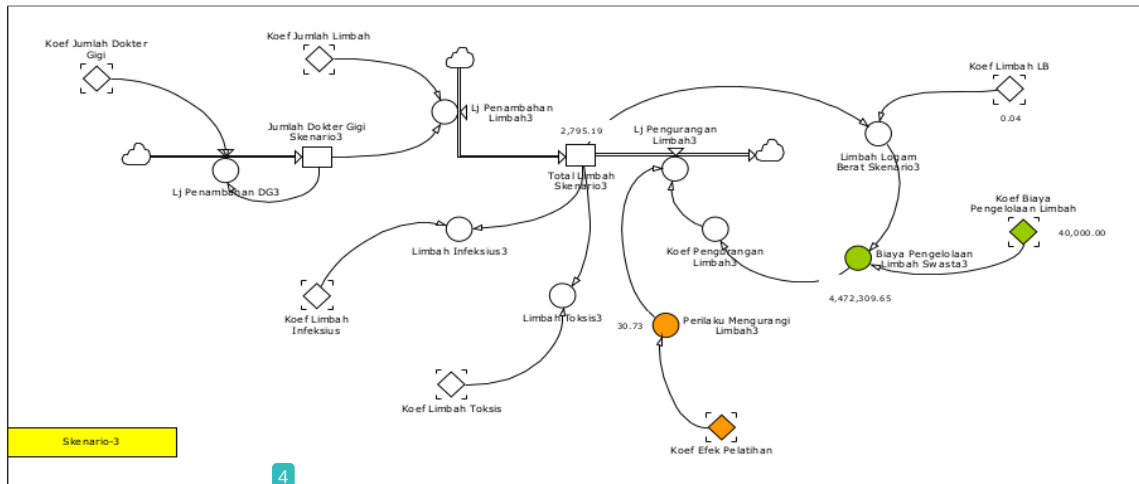 Koef Jumlah Dokter
Gigi
Koef Jumlah Limbah
Koef Limbah LB
0.04
Lj Penambahan
Limbah3
Jumlah Dokter Gigi
Skenario3
2,795.19
Lj Pengurangan
Limbah3
Limbah Logam
Berat Skenario3
Total Limbah
Skenario3
Lj Penambahan DG3
Koef Biaya
Pengelolaan Limbah
40,000.00
Limbah Infeksius3
Koef Pengurangan
Limbah3
Biaya Pengelolaan
Limbah Swasta3
4,472,309.65
Koef Limbah
Infeksius
Limbah Toksis3
30.73
Perilaku Mengurangi
Limbah3
Koef Limbah Toksis
Koef Efek Pelatihan
Skenario-3
4